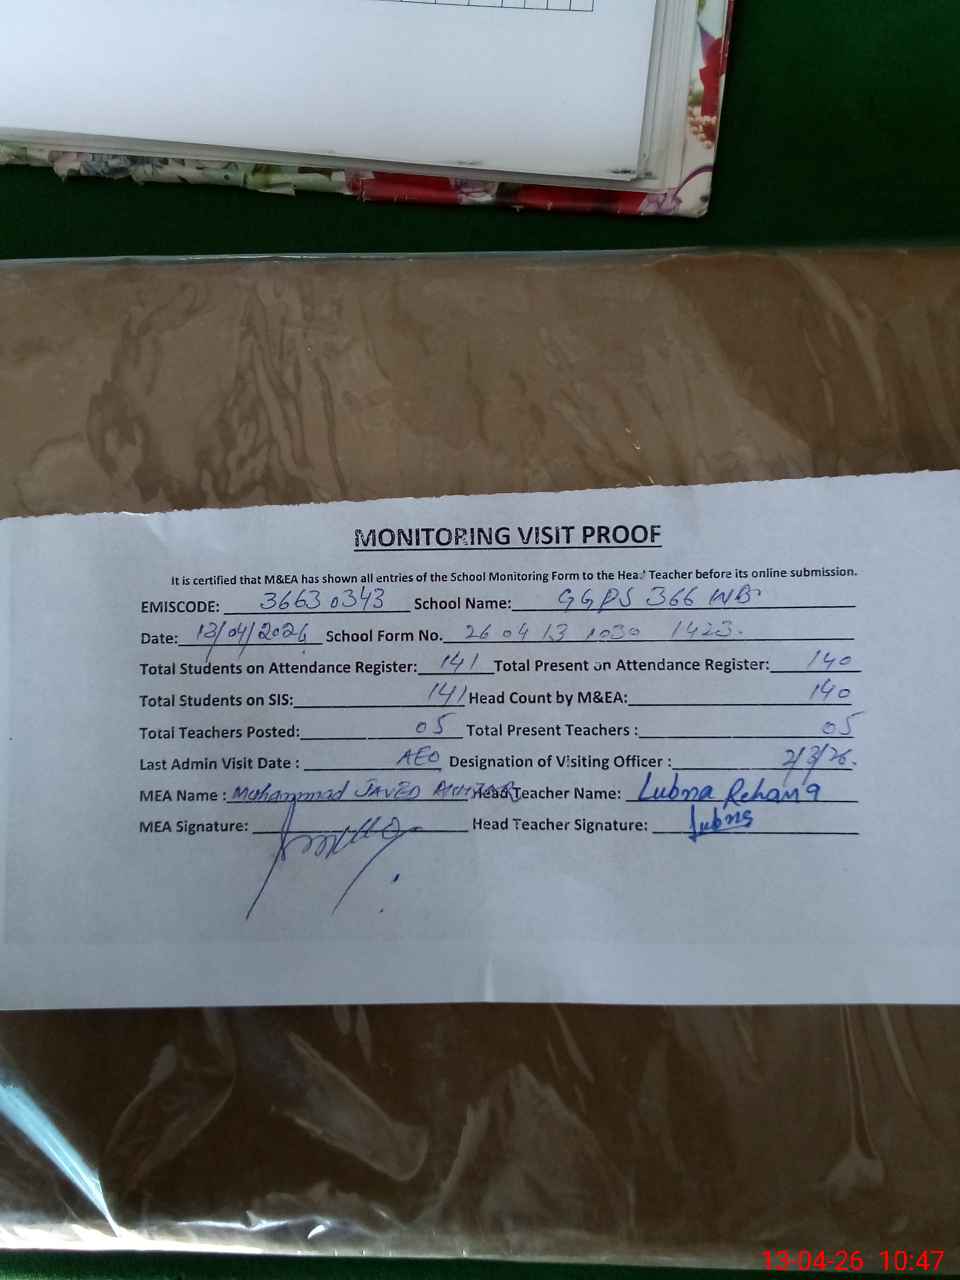 MONITORING VISIT PROOF
It is certified that M&EA has shown all entries of the School Monitoring Form to the Head Teacher before its online submission.
EMISCODE: 36630343 School Name: GGPS 366 WB
Date: 13/04/2026 School Form No. 26 04 13 1030 1423.
Total Students on Attendance Register: 141 Total Present on Attendance Register: 140
Total Students on SIS: 141 Head Count by M&EA: 140
Total Teachers Posted: 05 Total Present Teachers : 05
Last Admin Visit Date : AEO Designation of Visiting Officer : 2/3/26.
MEA Name : Muhammad JAVED Head Teacher Name: Lubna Rehana
MEA Signature: Head Teacher Signature: Lubna
13-04-26 10:47